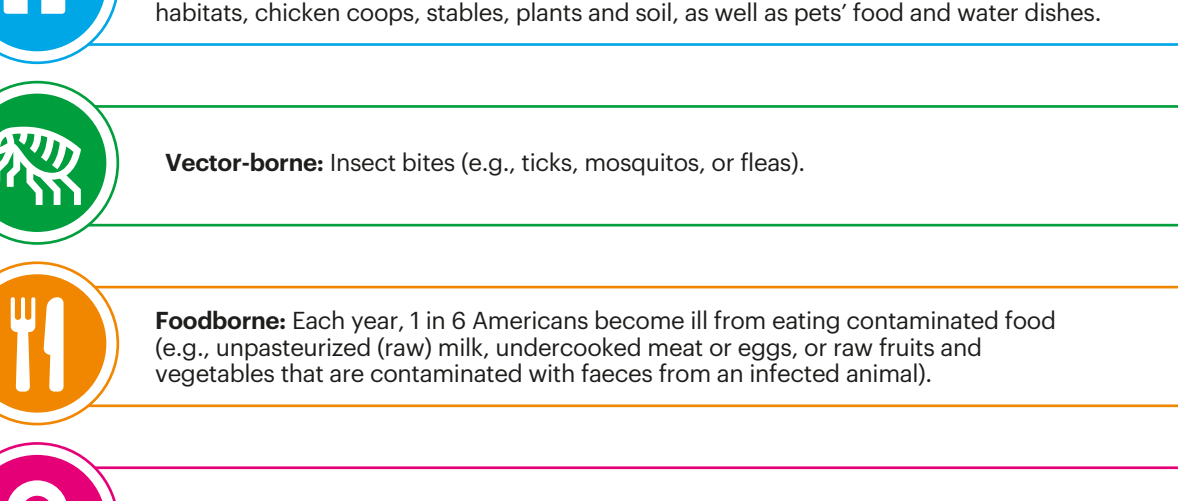 habitats, chicken coops, stables, plants and soil, as well as pets’ food and water dishes.
Vector-borne: Insect bites (e.g., ticks, mosquitos, or fleas).
Foodborne: Each year, 1 in 6 Americans become ill from eating contaminated food
(e.g., unpasteurized (raw) milk, undercooked meat or eggs, or raw fruits and
vegetables that are contaminated with faeces from an infected animal).